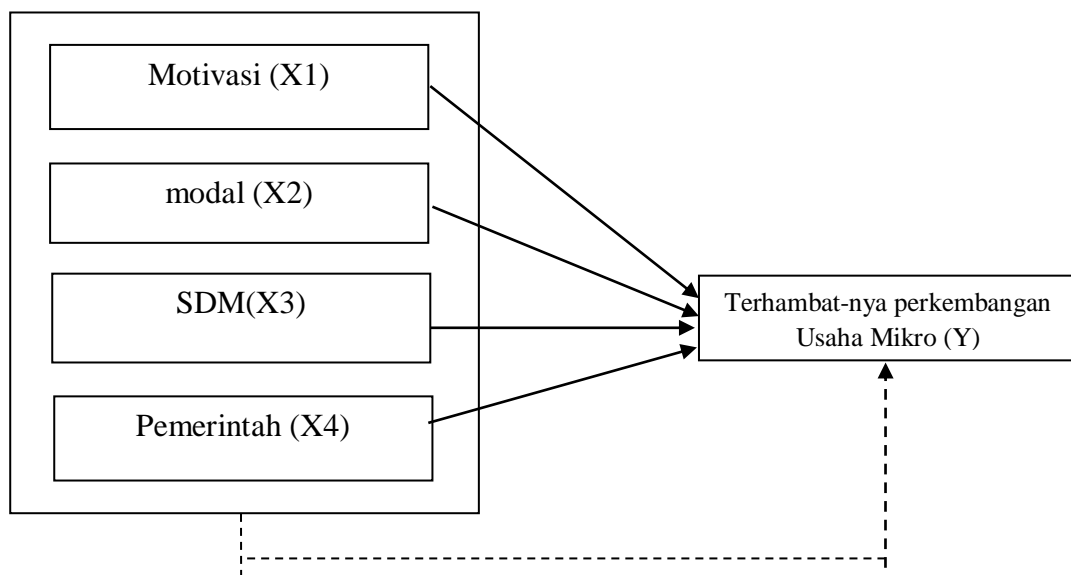 Motivasi (X1)
modal (X2)
SDM(X3)
Pemerintah (X4)
Terhambat-nya perkembangan
Usaha Mikro (Y)